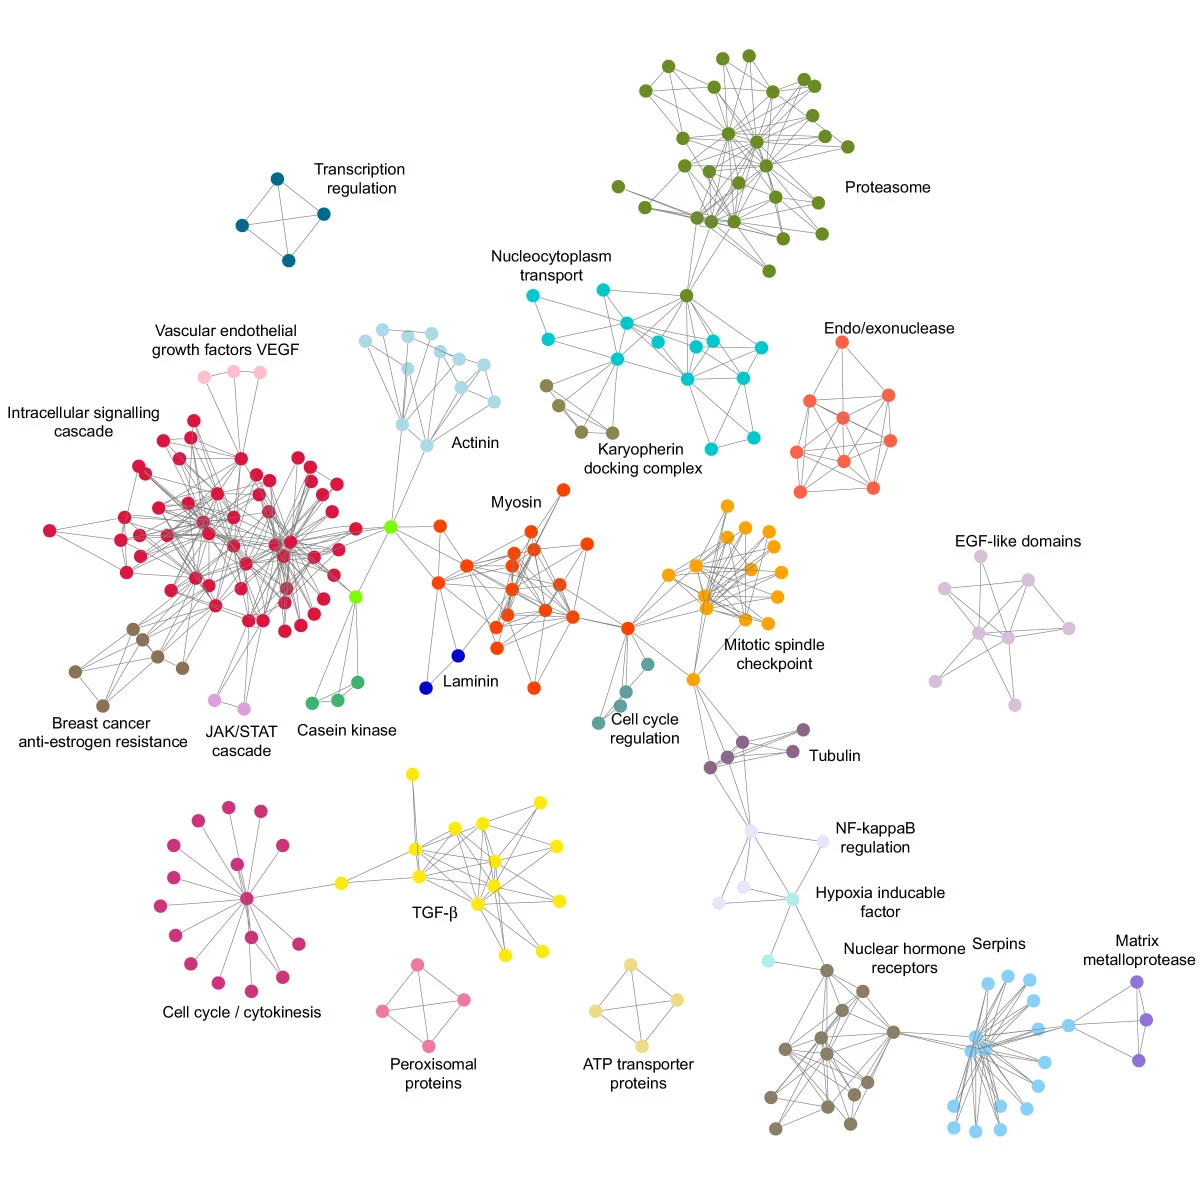 Transcription
regulation
Proteasome
Nucleocytoplasm
transport
Vascular endothelial
growth factors VEGF
Endo/exonuclease
Intracellular signalling
cascade
Actinin
Karyopherin
docking complex
Myosin
EGF-like domains
Mitotic spindle
checkpoint
Laminin
Breast cancer
anti-estrogen resistance
JAK/STAT
cascade
Casein kinase
Cell cycle
regulation
Tubulin
NF-kappaB
regulation
TGF-β
Hypoxia inducable
factor
Nuclear hormone
receptors
Serpins
Matrix
metalloprotease
Cell cycle / cytokinesis
Peroxisomal
proteins
ATP transporter
proteins